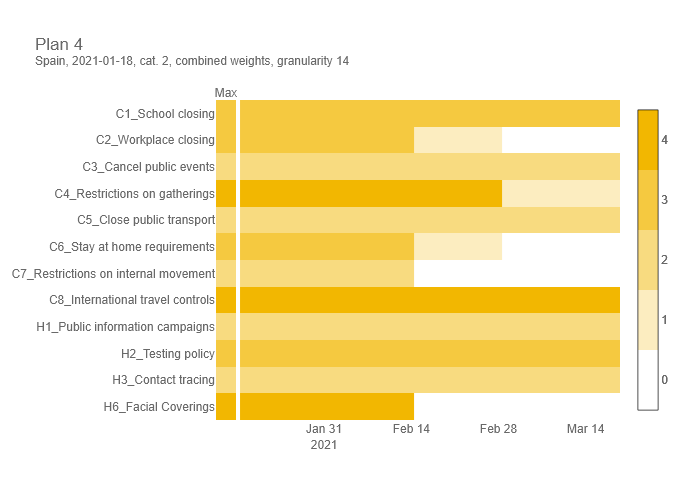 Plan 4
Spain, 2021-01-18, cat. 2, combined weights, granularity 14
Max
C1_School closing
C2_Workplace closing
C3_Cancel public events
C4_Restrictions on gatherings
C5_Close public transport
C6_Stay at home requirements
C7_Restrictions on internal movement
C8_International travel controls
H1_Public information campaigns
H2_Testing policy
H3_Contact tracing
H6_Facial Coverings
Jan 31 Feb 14 Feb 28 Mar 14
2021
4
3
2
1
0